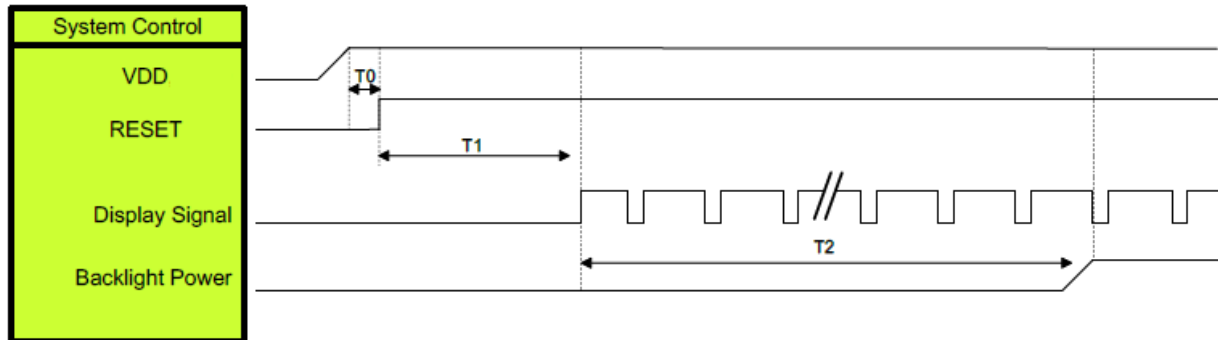 System Control
VDD
T0
RESET
T1
Display Signal
T2
Backlight Power